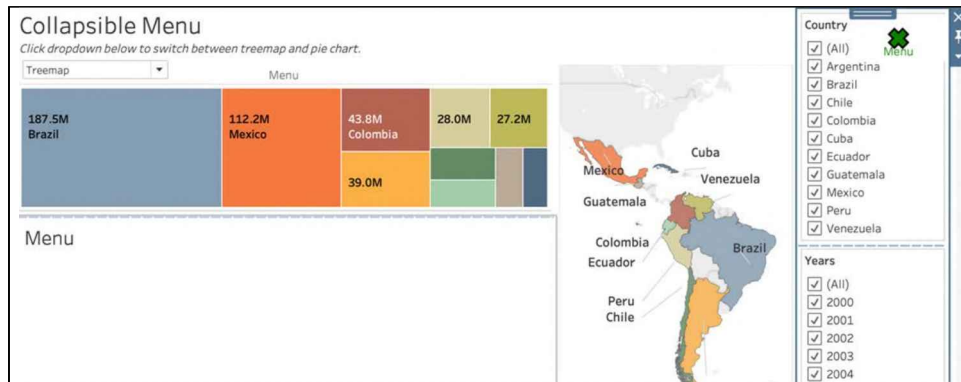 Collapsible Menu
Click dropdown below to switch between treemap and pie chart.
Treemap
Menu
187.5M
Brazil
112.2M
Mexico
43.8M
Colombia
39.0M
28.0M
27.2M
Menu
Mexico
Cuba
Venezuela
Guatemala
Colombia
Ecuador
Brazil
Peru
Chile
Country
Menu
(All)
Argentina
Brazil
Chile
Colombia
Cuba
Ecuador
Guatemala
Mexico
Peru
Venezuela
Years
(All)
2000
2001
2002
2003
2004